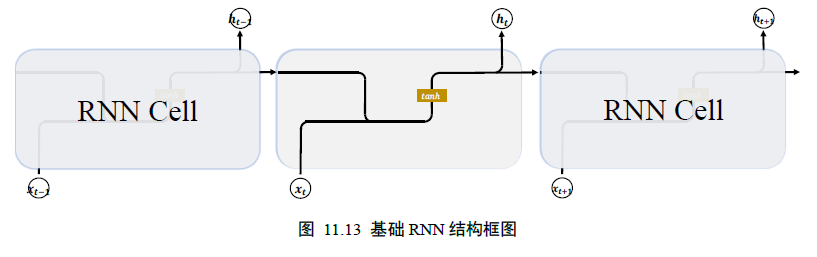 h_{t-1} h_t h_{t+1}
RNN Cell tanh RNN Cell
x_{t-1} x_t x_{t+1}
图 11.13 基础 RNN 结构框图